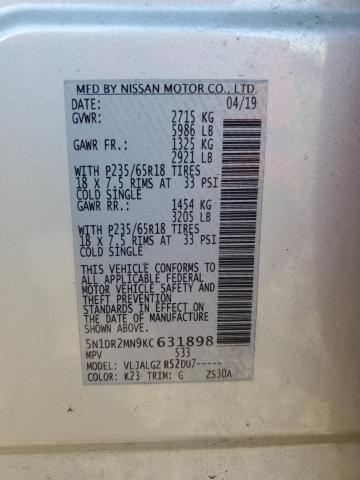 MFD BY NISSAN MOTOR CO., LTD.
DATE: 04/19
GVWR: 2715 KG
5986 LB
GAWR FR.: 1325 KG
2921 LB
WITH P235/65R18 TIRES
18 X 7.5 RIMS AT 33 PSI
COLD SINGLE
GAWR RR.: 1454 KG
3205 LB
WITH P235/65R18 TIRES
18 X 7.5 RIMS AT 33 PSI
COLD SINGLE
THIS VEHICLE CONFORMS TO
ALL APPLICABLE FEDERAL
MOTOR VEHICLE SAFETY AND
THEFT PREVENTION
STANDARDS IN EFFECT ON
THE DATE OF MANUFACTURE
SHOWN ABOVE.
5N1DR2MN9KC631898
MPV 533
MODEL: VLJALGZ R52DU7-----
COLOR: K23 TRIM: G ZS30A